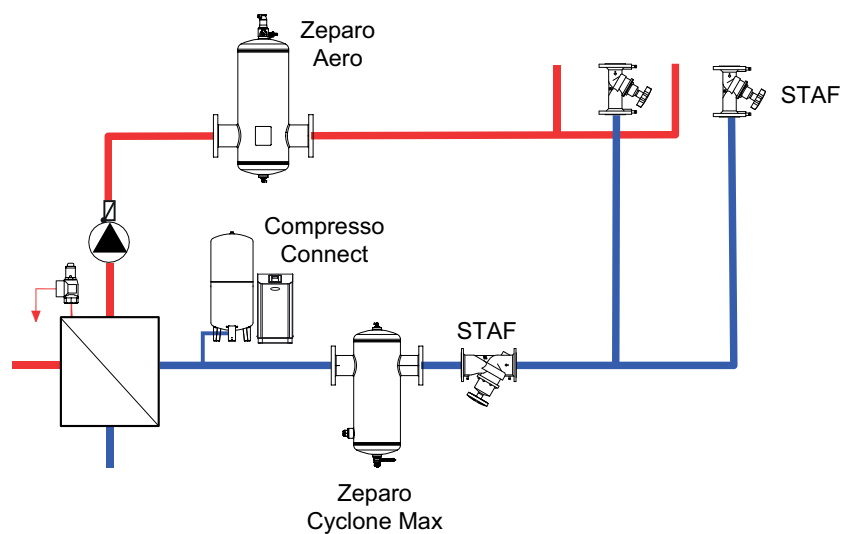 Zeparo
Aero
STAF
Compresso
Connect
STAF
Zeparo
Cyclone Max